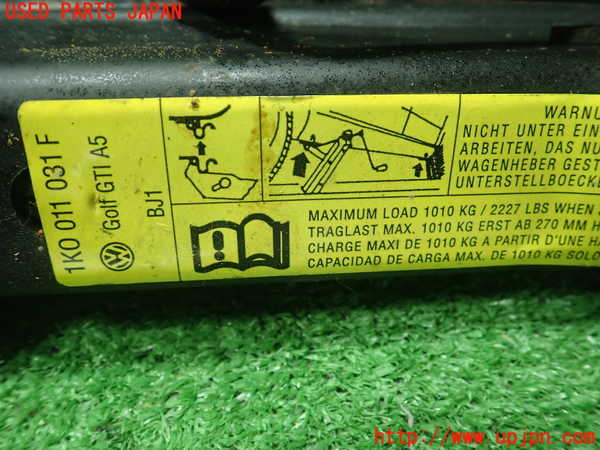 USED PARTS JAPAN
1K0 011 031 F
Golf GTI A5
BJ1
WARNU
NICHT UNTER EIN
ARBEITEN, DAS NU
WAGENHEBER GEST
UNTERSTELLBOECKE
MAXIMUM LOAD 1010 KG / 2227 LBS WHEN
TRAGLAST MAX. 1010 KG ERST AB 270 MM H
CHARGE MAXI DE 1010 KG A PARTIR D'UNE HA
CAPACIDAD DE CARGA MAX. DE 1010 KG SOLO
http://www.upjpn.com/